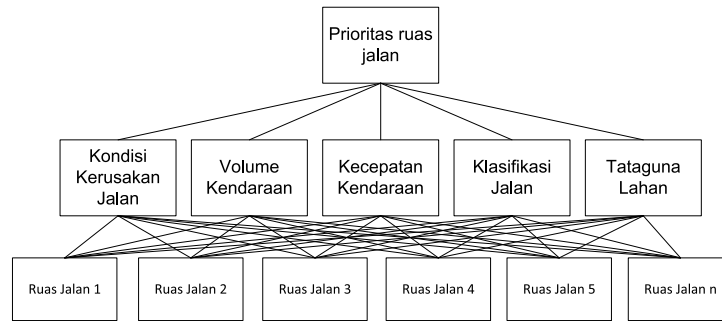 Prioritas ruas
jalan
Kondisi
Kerusakan
Jalan
Volume
Kendaraan
Kecepatan
Kendaraan
Klasifikasi
Jalan
Tataguna
Lahan
Ruas Jalan 1
Ruas Jalan 2
Ruas Jalan 3
Ruas Jalan 4
Ruas Jalan 5
Ruas Jalan n